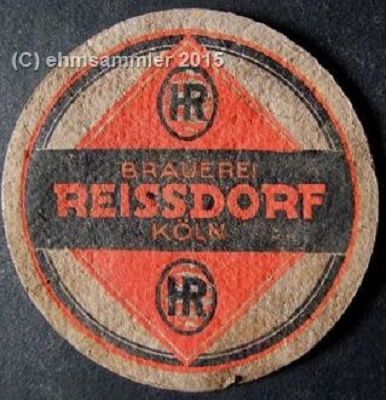 (C) ehmsammler 2015
HR
BRAUEREI
REISSDORF
KÖLN
HR